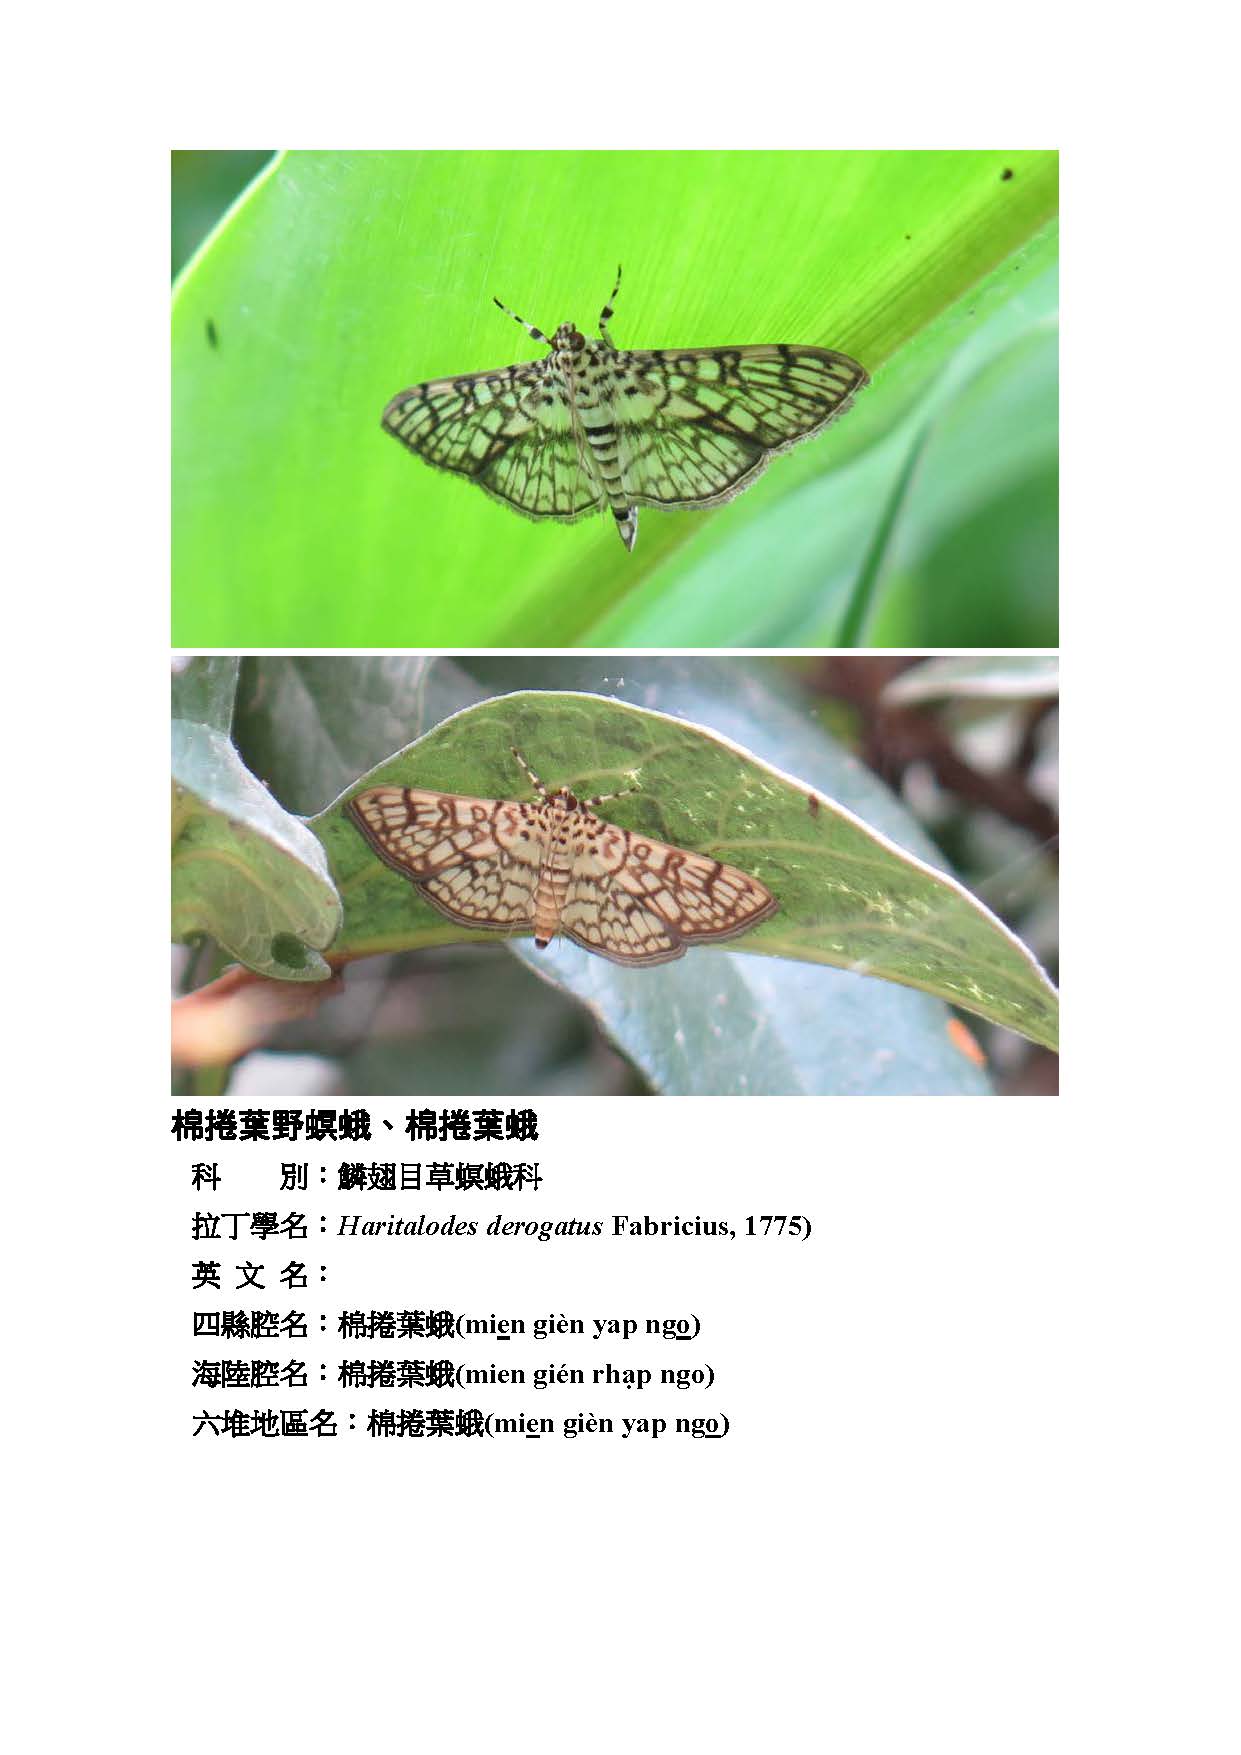 棉捲葉野螟蛾、棉捲葉蛾
科　　別：鱗翅目草螟蛾科
拉丁學名：Haritalodes derogatus Fabricius, 1775)
英 文 名：
四縣腔名：棉捲葉蛾(mien gièn yap ngo)
海陸腔名：棉捲葉蛾(mien gién rhạp ngo)
六堆地區名：棉捲葉蛾(mien gièn yap ngo)